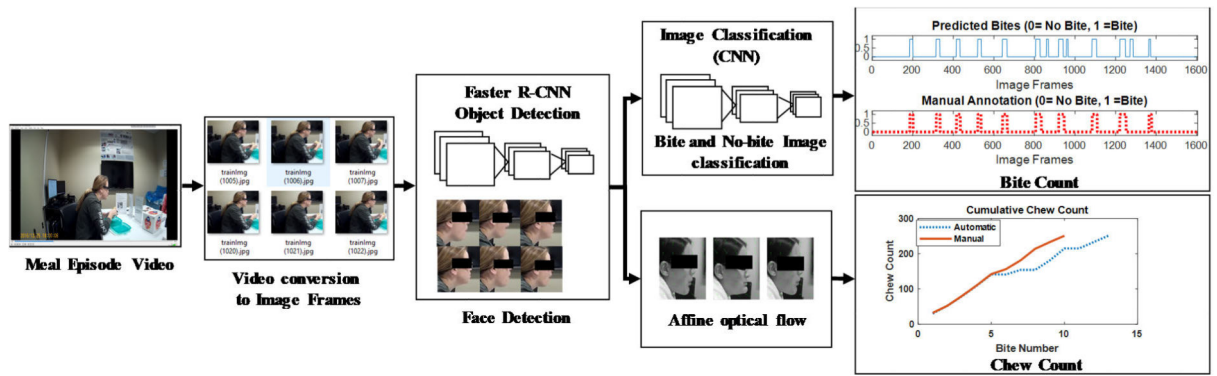 Meal Episode Video
trainImg
(1005).jpg
trainImg
(1006).jpg
trainImg
(1007).jpg
trainImg
(1020).jpg
trainImg
(1021).jpg
trainImg
(1022).jpg
Video conversion
to Image Frames
Faster R-CNN
Object Detection
Face Detection
Image Classification
(CNN)
Bite and No-bite Image
classification
Affine optical flow
Predicted Bites (0= No Bite, 1 =Bite)
1
0.5
0
0 200 400 600 800 1000 1200 1400 1600
Image Frames
Manual Annotation (0= No Bite, 1 =Bite)
1
0.5
0
0 200 400 600 800 1000 1200 1400 1600
Image Frames
Bite Count
Cumulative Chew Count
Automatic
Manual
Chew Count
300
200
100
0
0 5 10 15
Bite Number
Chew Count